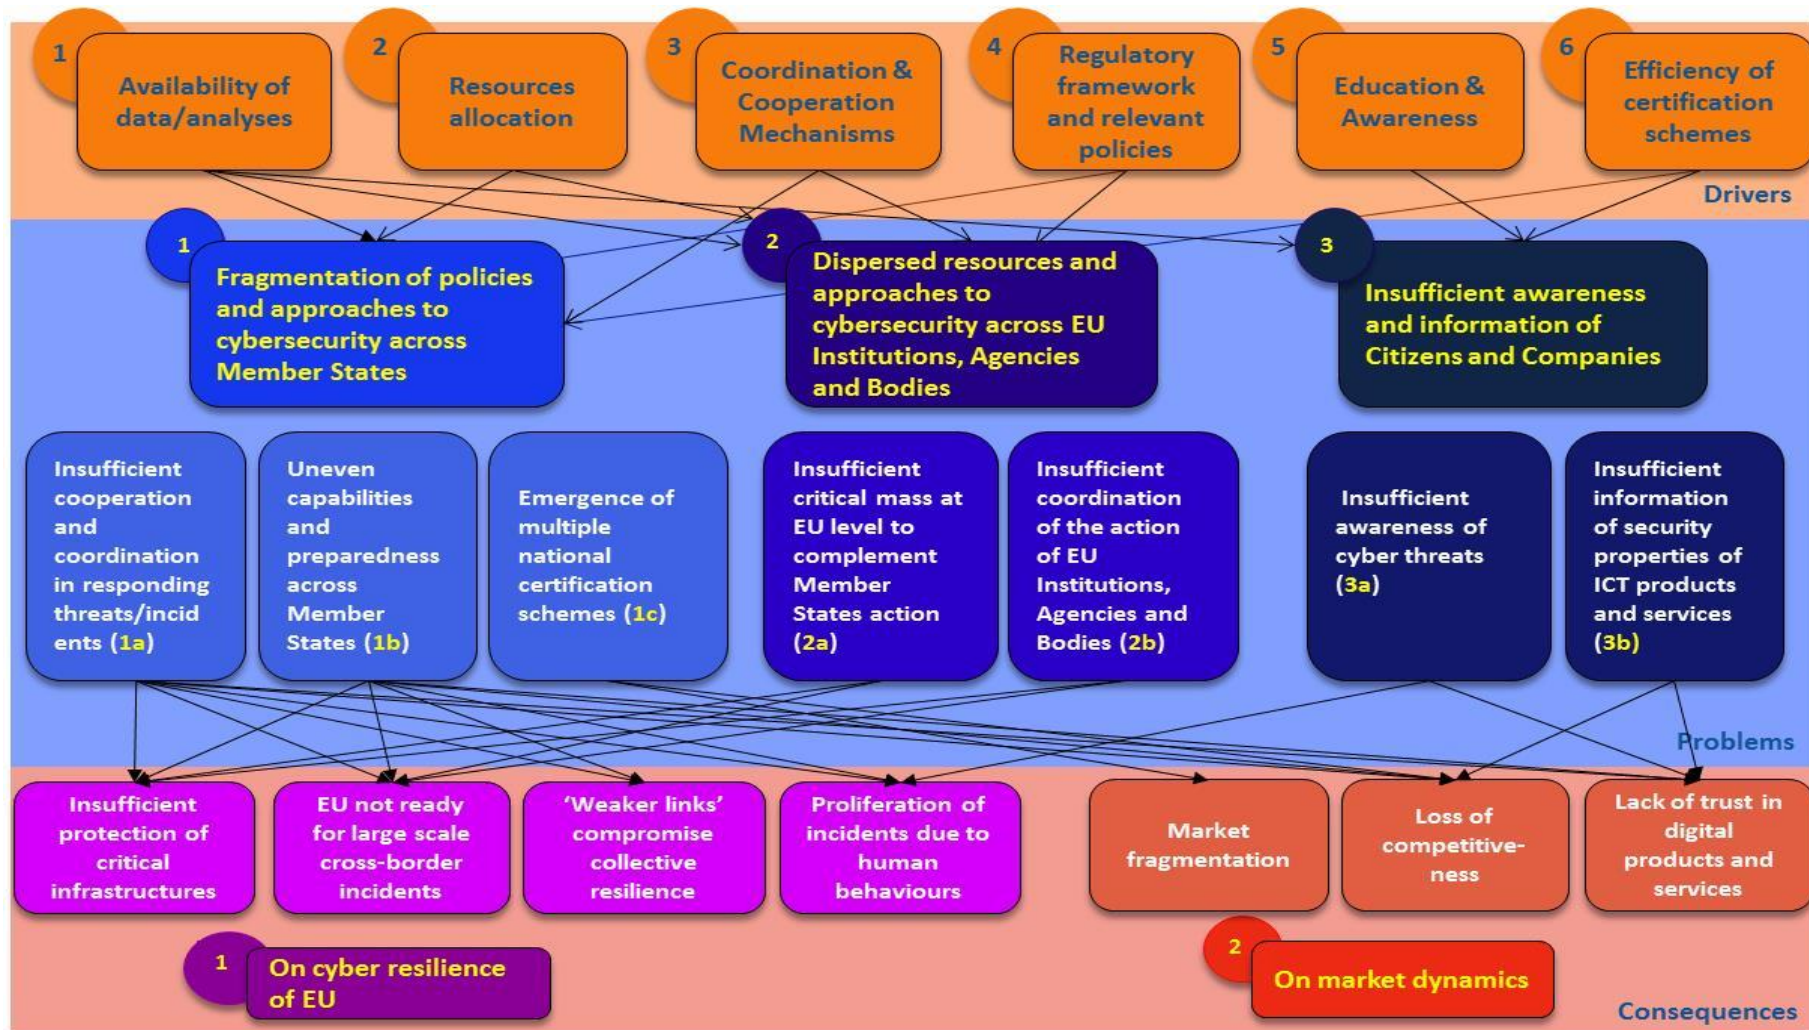 1
Availability of
data/analyses
2
Resources
allocation
3
Coordination &
Cooperation
Mechanisms
4
Regulatory
framework
and relevant
policies
5
Education &
Awareness
6
Efficiency of
certification
schemes
Drivers
1
Fragmentation of policies
and approaches to
cybersecurity across
Member States
2
Dispersed resources and
approaches to
cybersecurity across EU
Institutions, Agencies
and Bodies
3
Insufficient awareness
and information of
Citizens and Companies
Insufficient
cooperation
and
coordination
in responding
threats/incid
ents (1a)
Uneven
capabilities
and
preparedness
across
Member
States (1b)
Emergence of
multiple
national
certification
schemes (1c)
Insufficient
critical mass at
EU level to
complement
Member
States action
(2a)
Insufficient
coordination
of the action
of EU
Institutions,
Agencies and
Bodies (2b)
Insufficient
awareness of
cyber threats
(3a)
Insufficient
information
of security
properties of
ICT products
and services
(3b)
Problems
Insufficient
protection of
critical
infrastructures
EU not ready
for large scale
cross-border
incidents
‘Weaker links’
compromise
collective
resilience
Proliferation of
incidents due to
human
behaviours
Market
fragmentation
Loss of
competitive-
ness
Lack of trust in
digital
products and
services
1
On cyber resilience
of EU
2
On market dynamics
Consequences